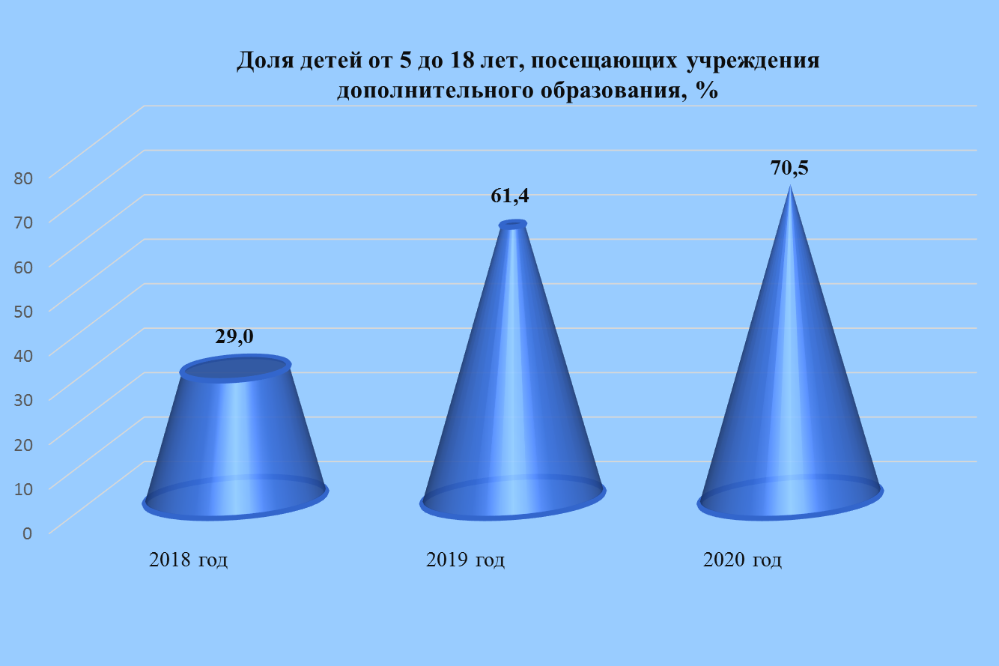 Доля детей от 5 до 18 лет, посещающих учреждения
дополнительного образования, %
80
70
60
50
40
30
20
10
0
29,0
61,4
70,5
2018 год
2019 год
2020 год